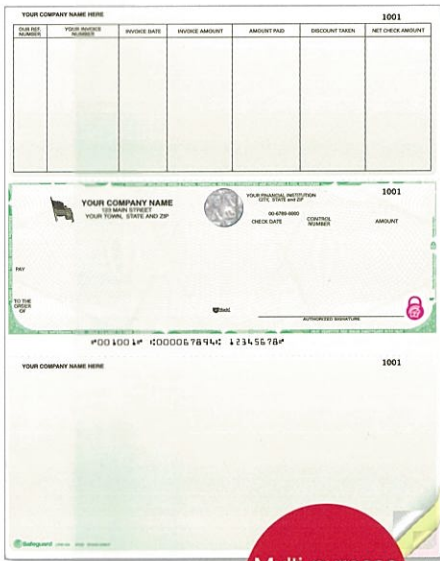 YOUR COMPANY NAME HERE 1001
OUR REF. NUMBER YOUR INVOICE NUMBER INVOICE DATE INVOICE AMOUNT AMOUNT PAID DISCOUNT TAKEN NET CHECK AMOUNT
YOUR COMPANY NAME
123 MAIN STREET
YOUR TOWN, STATE AND ZIP
YOUR FINANCIAL INSTITUTION
CITY, STATE and ZIP
00-6789-0000
1001
CHECK DATE CONTROL NUMBER AMOUNT
PAY
TO THE
ORDER
OF
AUTHORIZED SIGNATURE
⑈001001⑈ ⑆000067894⑆ 12345678⑈
YOUR COMPANY NAME HERE 1001
Safeguard